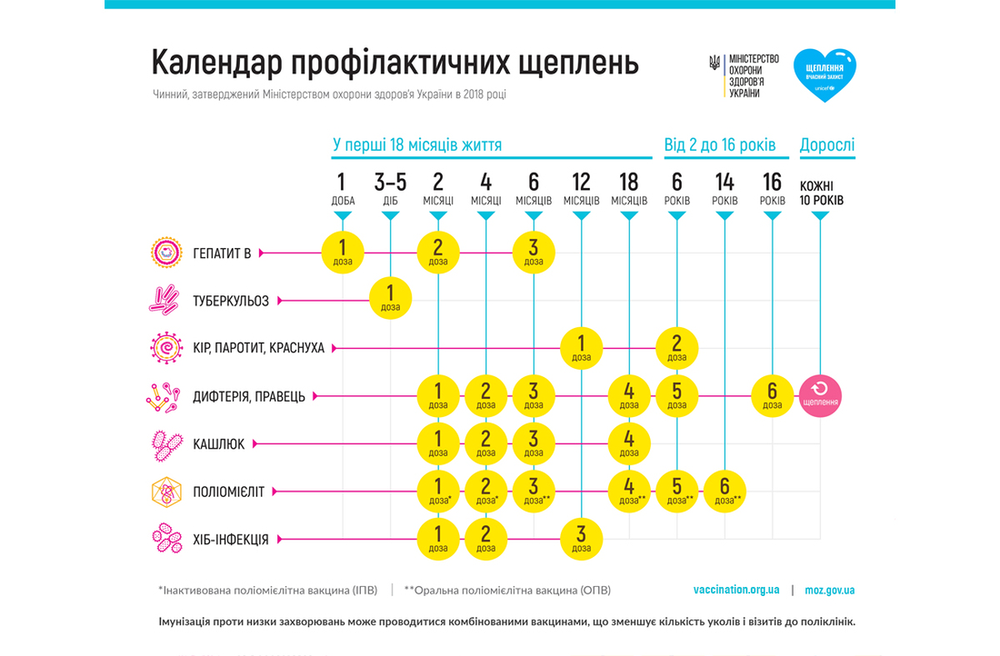 Календар профілактичних щеплень
Чинний, затверджений Міністерством охорони здоров'я України в 2018 році
МІНІСТЕРСТВО
ОХОРОНИ
ЗДОРОВ'Я
УКРАЇНИ
ЩЕПЛЕННЯ
ВЧАСНИЙ ЗАХИСТ
unicef
У перші 18 місяців життя
Від 2 до 16 років
Дорослі
1 ДОБА
3–5 ДІБ
2 МІСЯЦІ
4 МІСЯЦІ
6 МІСЯЦІВ
12 МІСЯЦІВ
18 МІСЯЦІВ
6 РОКІВ
14 РОКІВ
16 РОКІВ
КОЖНІ
10 РОКІВ
ГЕПАТИТ В 1 доза 2 доза 3 доза
ТУБЕРКУЛЬОЗ 1 доза
КІР, ПАРОТИТ, КРАСНУХА 1 доза 2 доза
ДИФТЕРІЯ, ПРАВЕЦЬ 1 доза 2 доза 3 доза 4 доза 5 доза 6 доза щеплення
КАШЛЮК 1 доза 2 доза 3 доза 4 доза
ПОЛІОМІЄЛІТ 1 доза* 2 доза* 3 доза** 4 доза** 5 доза** 6 доза**
ХІБ-ІНФЕКЦІЯ 1 доза 2 доза 3 доза
*Інактивована поліомієлітна вакцина (ІПВ) | **Оральна поліомієлітна вакцина (ОПВ)
vaccination.org.ua | moz.gov.ua
Імунізація проти низки захворювань може проводитися комбінованими вакцинами, що зменшує кількість уколів і візитів до поліклінік.